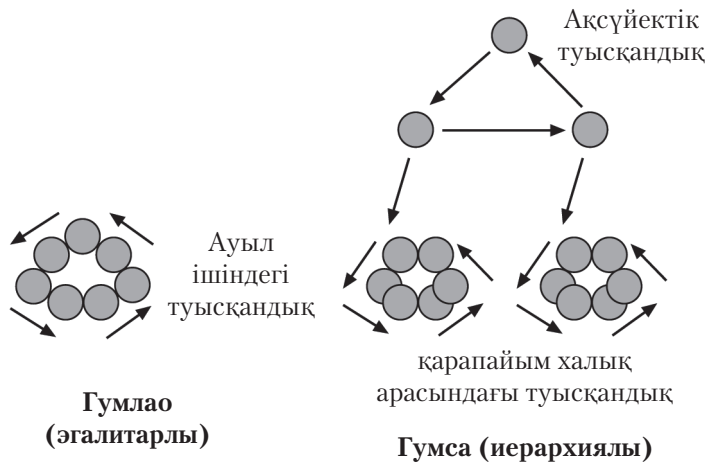 Ақсүйектік
туысқандық
Ауыл
ішіндегі
туысқандық
қарапайым халық
арасындағы туысқандық
Гумлао
(эгалитарлы)
Гумса (иерархиялы)